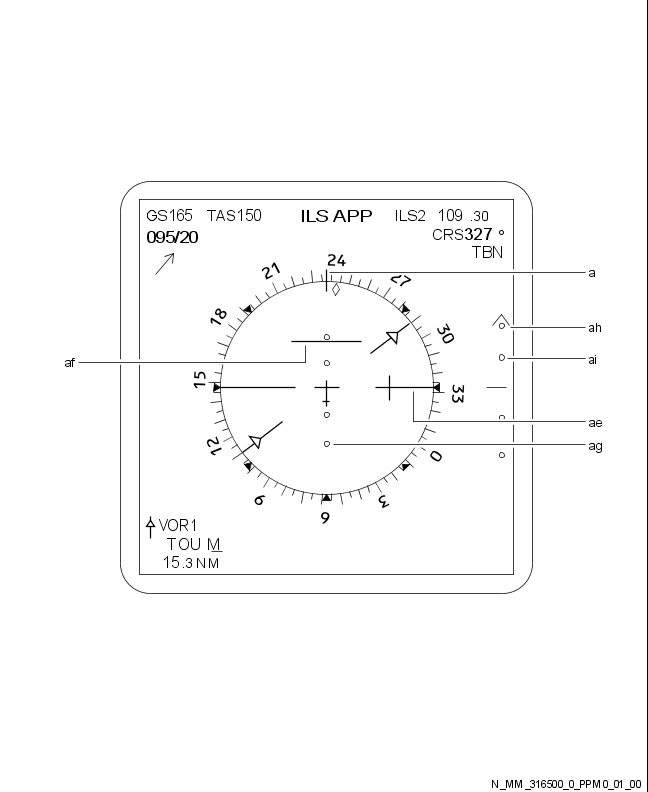 GS165 TAS150 ILS APP ILS2 109 .30
095/20 CRS327 °
TBN
24
21
27
a
18
30
ah
af
ai
15
33
ae
12
0
ag
9
3
6
VOR1
TOU M
15.3 NM
N_MM_316500_0_PPM0_01_00